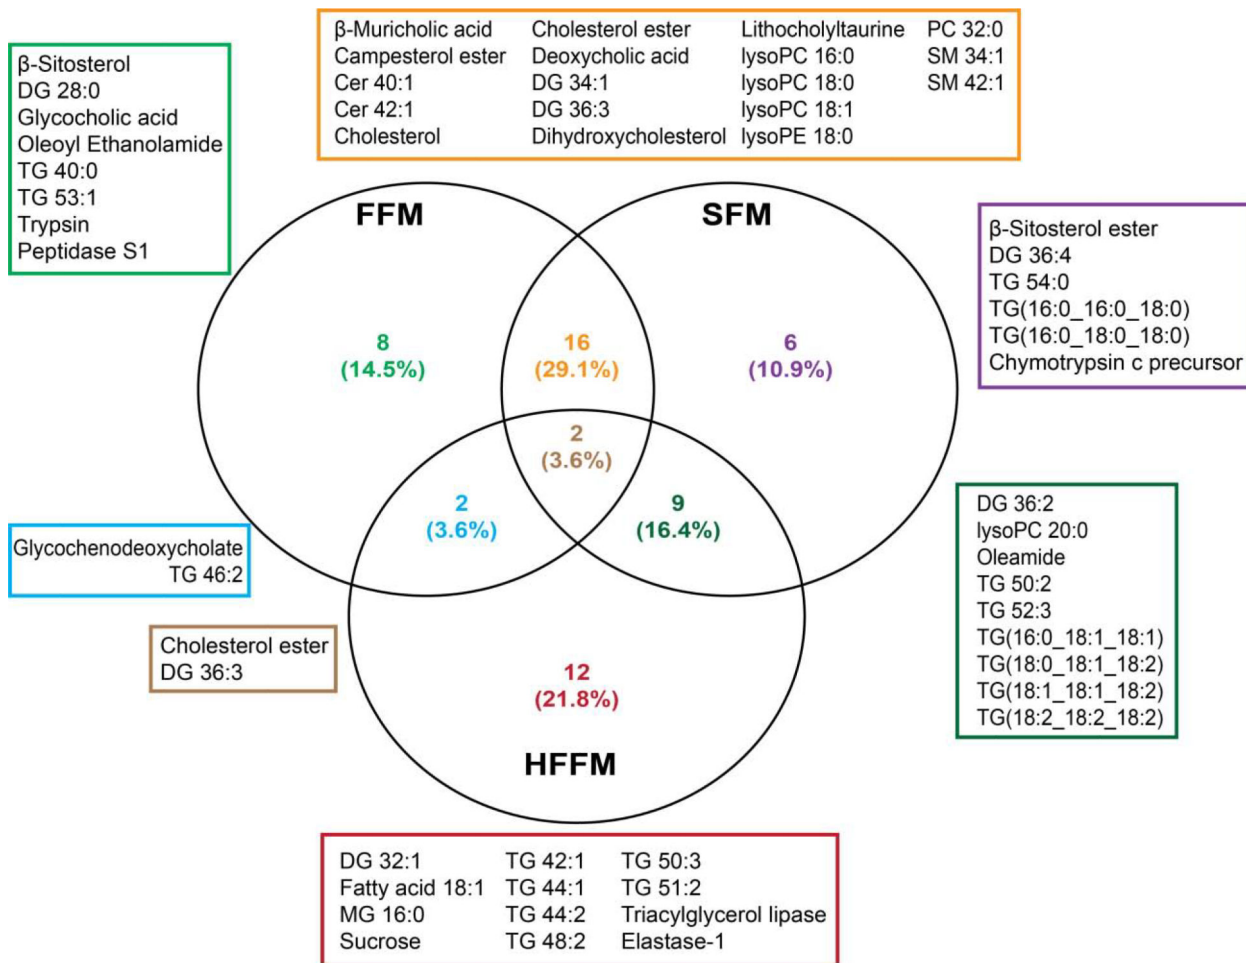 β-Muricholic acid Cholesterol ester Lithocholyltaurine PC 32:0
Campesterol ester Deoxycholic acid lysoPC 16:0 SM 34:1
Cer 40:1 DG 34:1 lysoPC 18:0 SM 42:1
Cer 42:1 DG 36:3 lysoPC 18:1
Cholesterol Dihydroxycholesterol lysoPE 18:0
β-Sitosterol
DG 28:0
Glycocholic acid
Oleoyl Ethanolamide
TG 40:0
TG 53:1
Trypsin
Peptidase S1
FFM
SFM
β-Sitosterol ester
DG 36:4
TG 54:0
TG(16:0_16:0_18:0)
TG(16:0_18:0_18:0)
Chymotrypsin c precursor
8
(14.5%)
16
(29.1%)
6
(10.9%)
2
(3.6%)
2
(3.6%)
9
(16.4%)
Glycochenodeoxycholate
TG 46:2
DG 36:2
lysoPC 20:0
Oleamide
TG 50:2
TG 52:3
TG(16:0_18:1_18:1)
TG(18:0_18:1_18:2)
TG(18:1_18:1_18:2)
TG(18:2_18:2_18:2)
Cholesterol ester
DG 36:3
12
(21.8%)
HFFM
DG 32:1 TG 42:1 TG 50:3
Fatty acid 18:1 TG 44:1 TG 51:2
MG 16:0 TG 44:2 Triacylglycerol lipase
Sucrose TG 48:2 Elastase-1